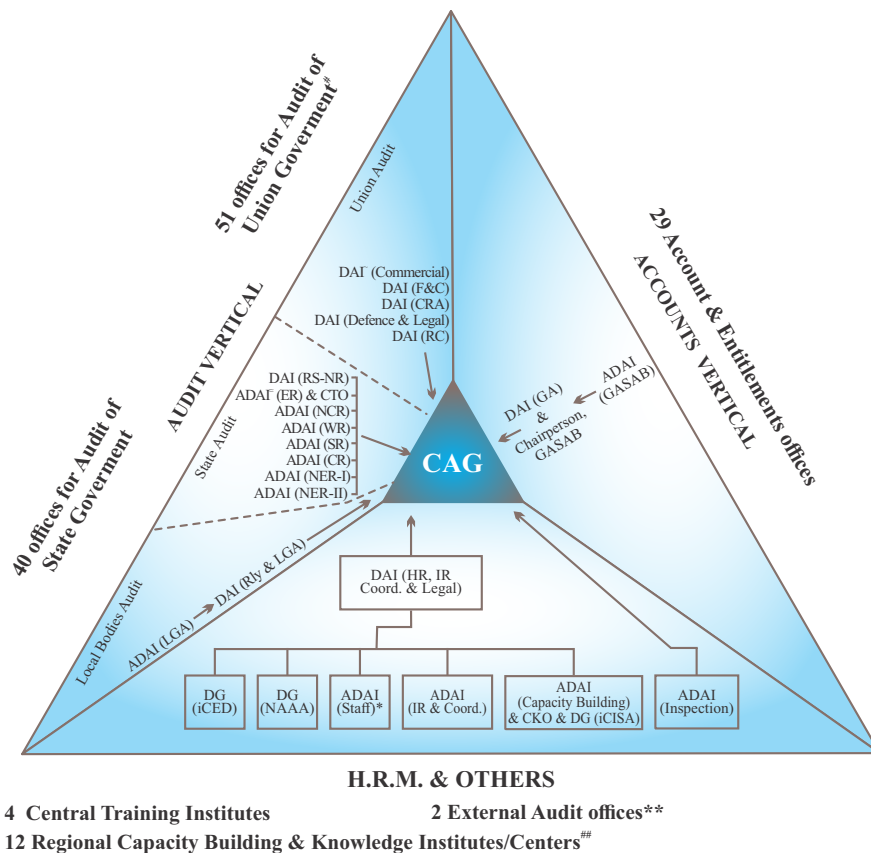 51 offices for Audit of
Union Goverment#
Union Audit
DAI‾ (Commercial)
DAI (F&C)
DAI (CRA)
DAI (Defence & Legal)
DAI (RC)
29 Account & Entitlements offices
ACCOUNTS VERTICAL
AUDIT VERTICAL
DAI (RS-NR)
ADAI‾ (ER) & CTO
ADAI (NCR)
ADAI (WR)
ADAI (SR)
ADAI (CR)
ADAI (NER-I)
ADAI (NER-II)
State Audit
ADAI
(GASAB)
DAI (GA)
&
Chairperson,
GASAB
CAG
40 offices for Audit of
State Goverment
Local Bodies Audit
ADAI (LGA)
DAI (Rly & LGA)
DAI (HR, IR
Coord. & Legal)
DG
(iCED)
DG
(NAAA)
ADAI
(Staff)*
ADAI
(IR & Coord.)
ADAI
(Capacity Building)
& CKO & DG (iCISA)
ADAI
(Inspection)
H.R.M. & OTHERS
4 Central Training Institutes
2 External Audit offices**
12 Regional Capacity Building & Knowledge Institutes/Centers##